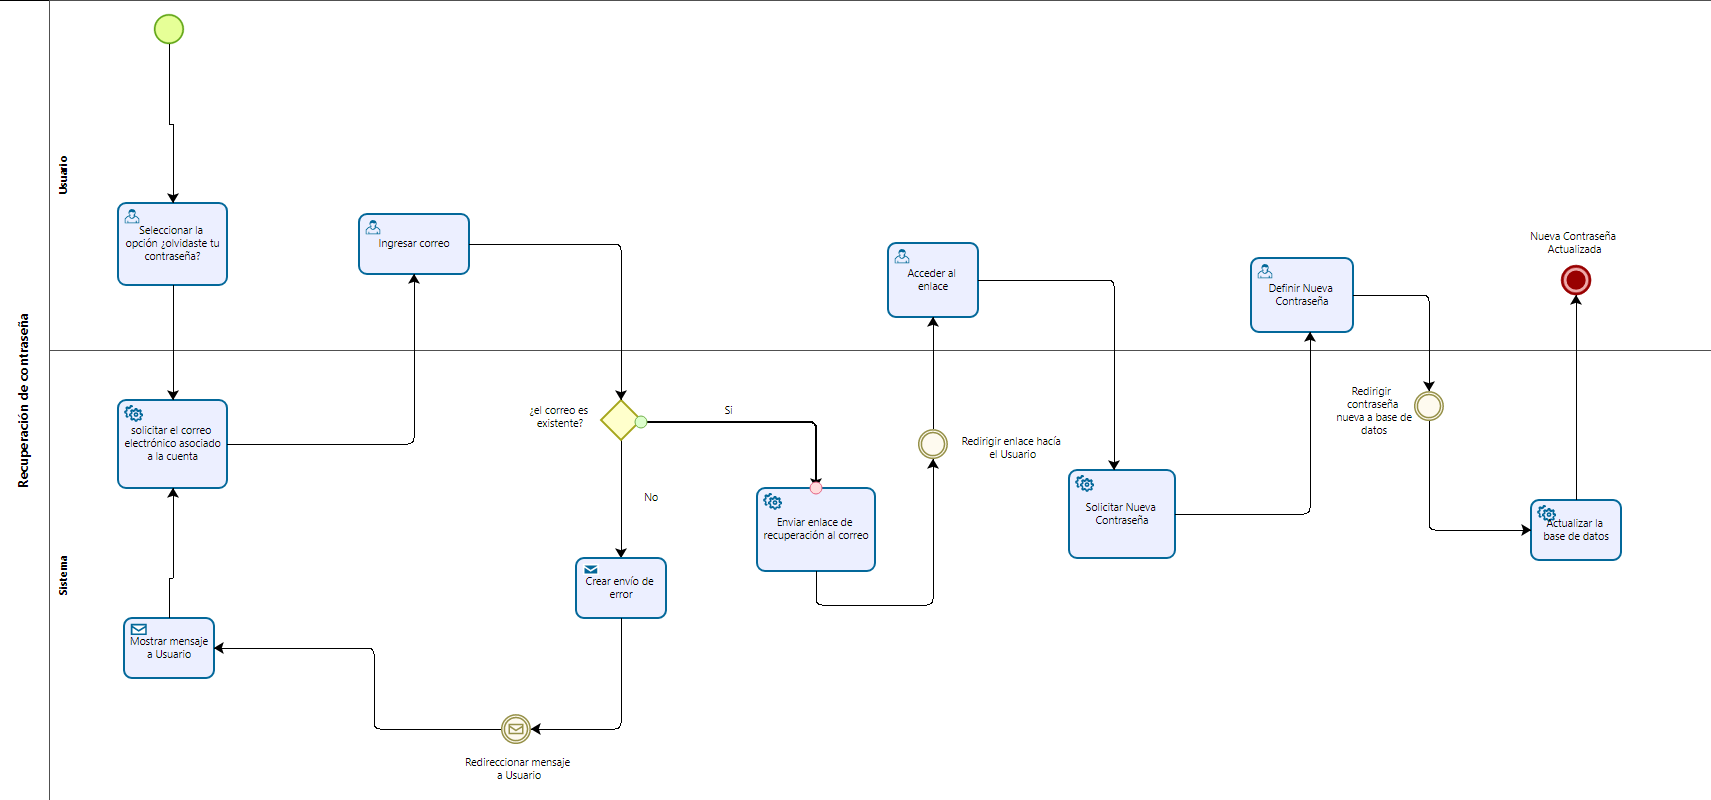 Recuperación de contraseña
Usuario
Seleccionar la
opción ¿olvidaste tu
contraseña?
Ingresar correo
Acceder al
enlace
Definir Nueva
Contraseña
Nueva Contraseña
Actualizada
Sistema
solicitar el correo
electrónico asociado
a la cuenta
¿el correo es
existente?
Si
No
Enviar enlace de
recuperación al correo
Redirigir enlace hacía
el Usuario
Solicitar Nueva
Contraseña
Redirigir
contraseña
nueva a base de
datos
Actualizar la
base de datos
Crear envío de
error
Mostrar mensaje
a Usuario
Redireccionar mensaje
a Usuario